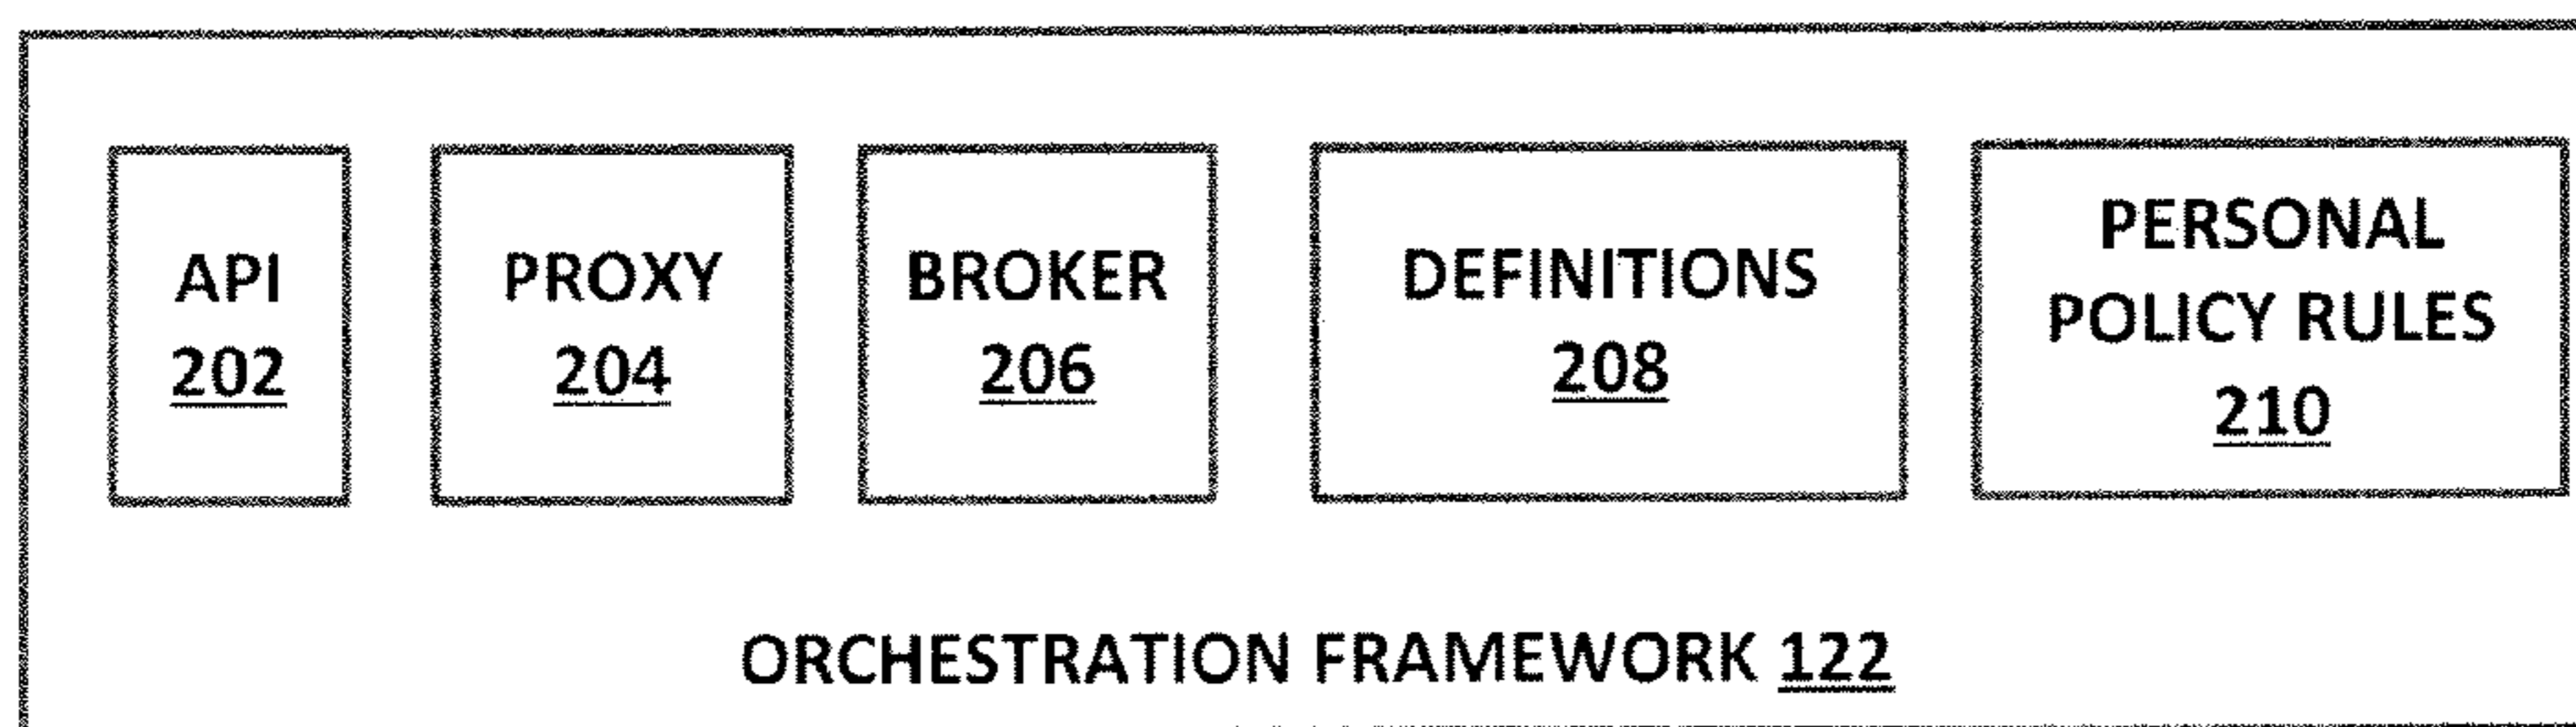 API
202
PROXY
204
BROKER
206
DEFINITIONS
208
PERSONAL
POLICY RULES
210
ORCHESTRATION FRAMEWORK 122